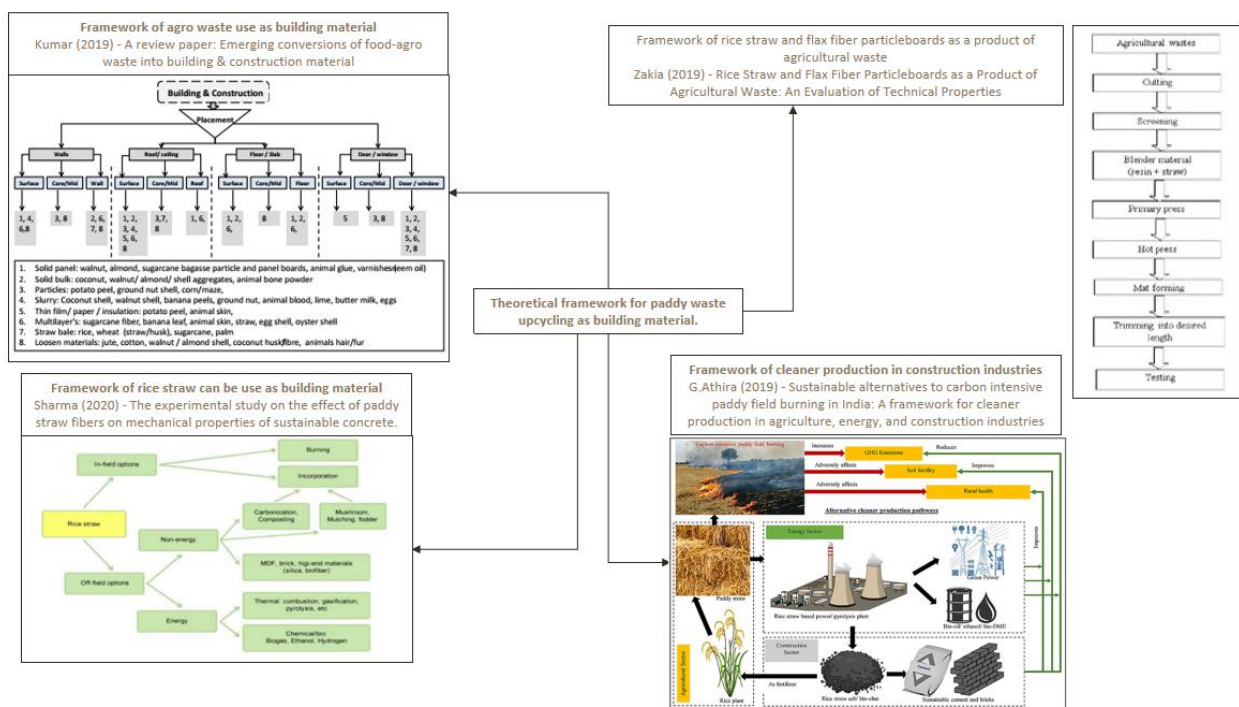 Framework of agro waste use as building material
Kumar (2019) - A review paper: Emerging conversions of food-agro
waste into building & construction material
Building & Construction
Placement
Walls
Roof/ ceiling
Floor / Slab
Door / window
Surface
Core/Mid
Wall
Surface
Core/Mid
Roof
Surface
Core/Mid
Floor
Surface
Core/Mid
Door / window
1, 4,
6,8
3, 8
2, 6,
7, 8
1, 2,
3, 4,
5, 6,
8
3,7,
8
1, 6,
1, 2,
6,
8
1, 2,
6,
5
3, 8
1, 2,
3, 4,
5, 6,
7, 8
1. Solid panel: walnut, almond, sugarcane bagasse particle and panel boards, animal glue, varnishes(neem oil)
2. Solid bulk: coconut, walnut/ almond/ shell aggregates, animal bone powder
3. Particles: potato peel, ground nut shell, corn/maze,
4. Slurry: Coconut shell, walnut shell, banana peels, ground nut, animal blood, lime, butter milk, eggs
5. Thin film/ paper / insulation: potato peel, animal skin,
6. Multilayer's: sugarcane fiber, banana leaf, animal skin, straw, egg shell, oyster shell
7. Straw bale: rice, wheat (straw/husk), sugarcane, palm
8. Loosen materials: jute, cotton, walnut / almond shell, coconut husk/fibre, animals hair/fur
Framework of rice straw and flax fiber particleboards as a product of
agricultural waste
Zakia (2019) - Rice Straw and Flax Fiber Particleboards as a Product of
Agricultural Waste: An Evaluation of Technical Properties
Agricultural wastes
Cutting
Screening
Blender material
(resin + straw)
Primary press
Hot press
Mat forming
Trimming into desired
length
Testing
Theoretical framework for paddy waste
upcycling as building material.
Framework of rice straw can be use as building material
Sharma (2020) - The experimental study on the effect of paddy
straw fibers on mechanical properties of sustainable concrete.
Burning
In-field options
Incorporation
Rice straw
Carbonization,
Composting
Mushroom,
Mutching, fodder
Non-energy
MDF, brick, higi-end materials
(silica, biofiber)
Off-field options
Energy
Thermal: combustion, gasification,
pyrolysis, etc
Biogas, Ethanol, Hydrogen
Framework of cleaner production in construction industries
G.Athira (2019) - Sustainable alternatives to carbon intensive
paddy field burning in India: A framework for cleaner
production in agriculture, energy, and construction industries
Carbon-intensive paddy field burning
Increases
GHG Emissions
Reduces
Adversely affects
Soil fertility
Improves
Adversely affects
Rural health
Alternative cleaner production pathways
Energy Sector
Improves
Green Power
Paddy straw
Rice straw based power/ pyrolysis plant
Bio-oil/ ethanol/ bio-DME
Agricultural Sector
Construction
Sector
Cement
As fertilizer
Rice plant
Rice straw ash/ bio-char
Sustainable cement and bricks